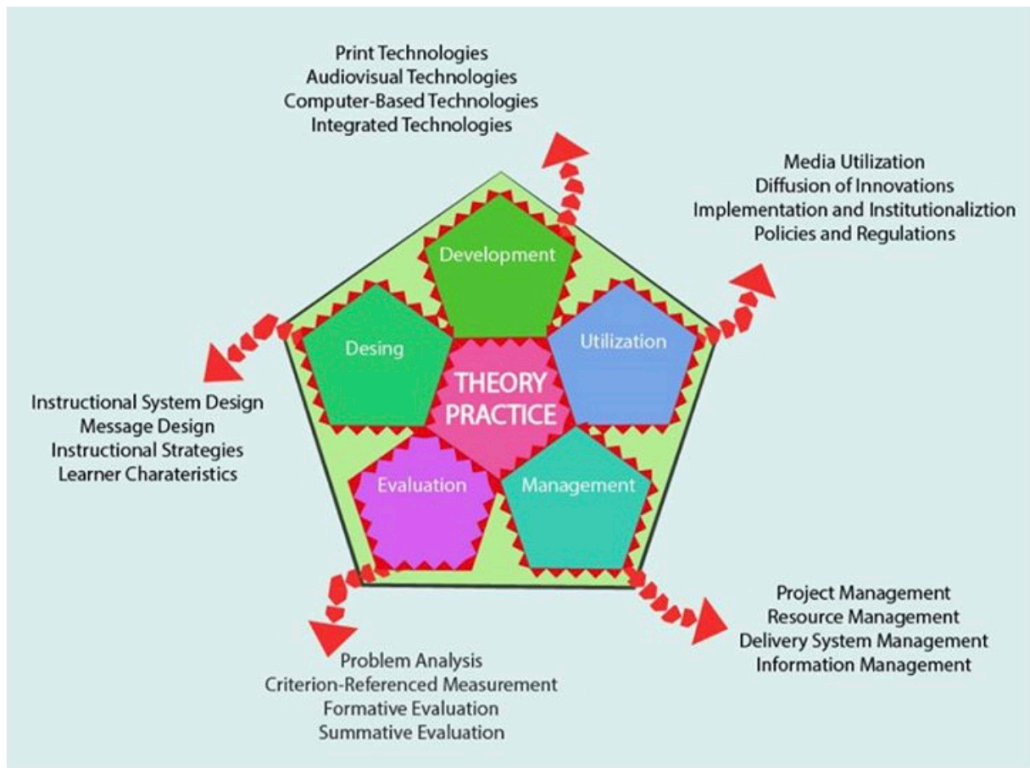 Print Technologies
Audiovisual Technologies
Computer-Based Technologies
Integrated Technologies
Media Utilization
Diffusion of Innovations
Implementation and Institutionaliztion
Policies and Regulations
Development
Utilization
Desing
THEORY
PRACTICE
Instructional System Design
Message Design
Instructional Strategies
Learner Charateristics
Evaluation
Management
Project Management
Resource Management
Delivery System Management
Information Management
Problem Analysis
Criterion-Referenced Measurement
Formative Evaluation
Summative Evaluation